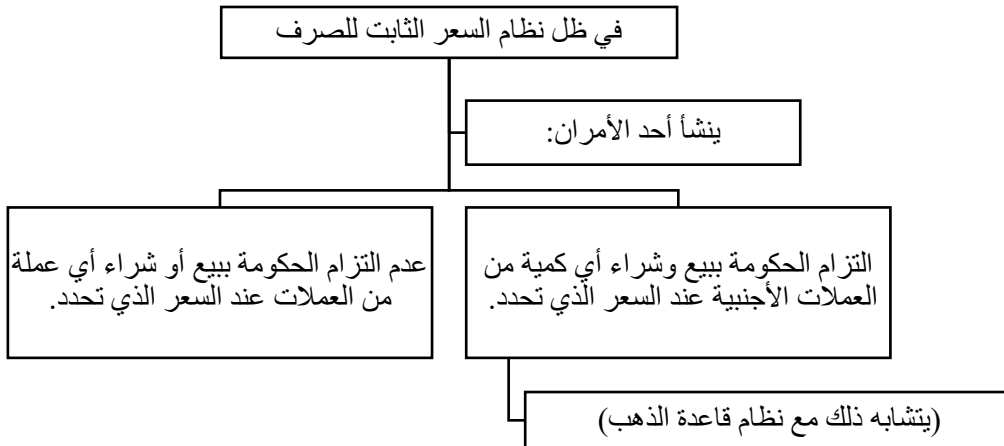 في ظل نظام السعر الثابت للصرف
ينشأ أحد الأمران:
التزام الحكومة ببيع وشراء أي كمية من
العملات الأجنبية عند السعر الذي تحدد.
عدم التزام الحكومة ببيع أو شراء أي عملة
من العملات عند السعر الذي تحدد.
(يتشابه ذلك مع نظام قاعدة الذهب)